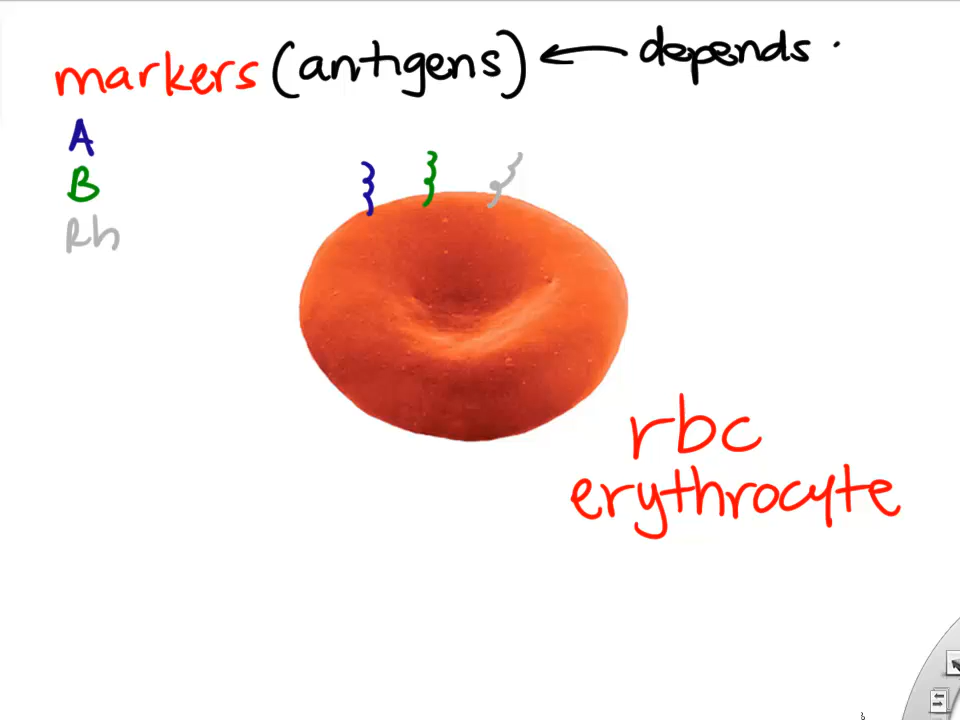 markers (antigens) ← depends
A
B
Rh
rbc
erythrocyte